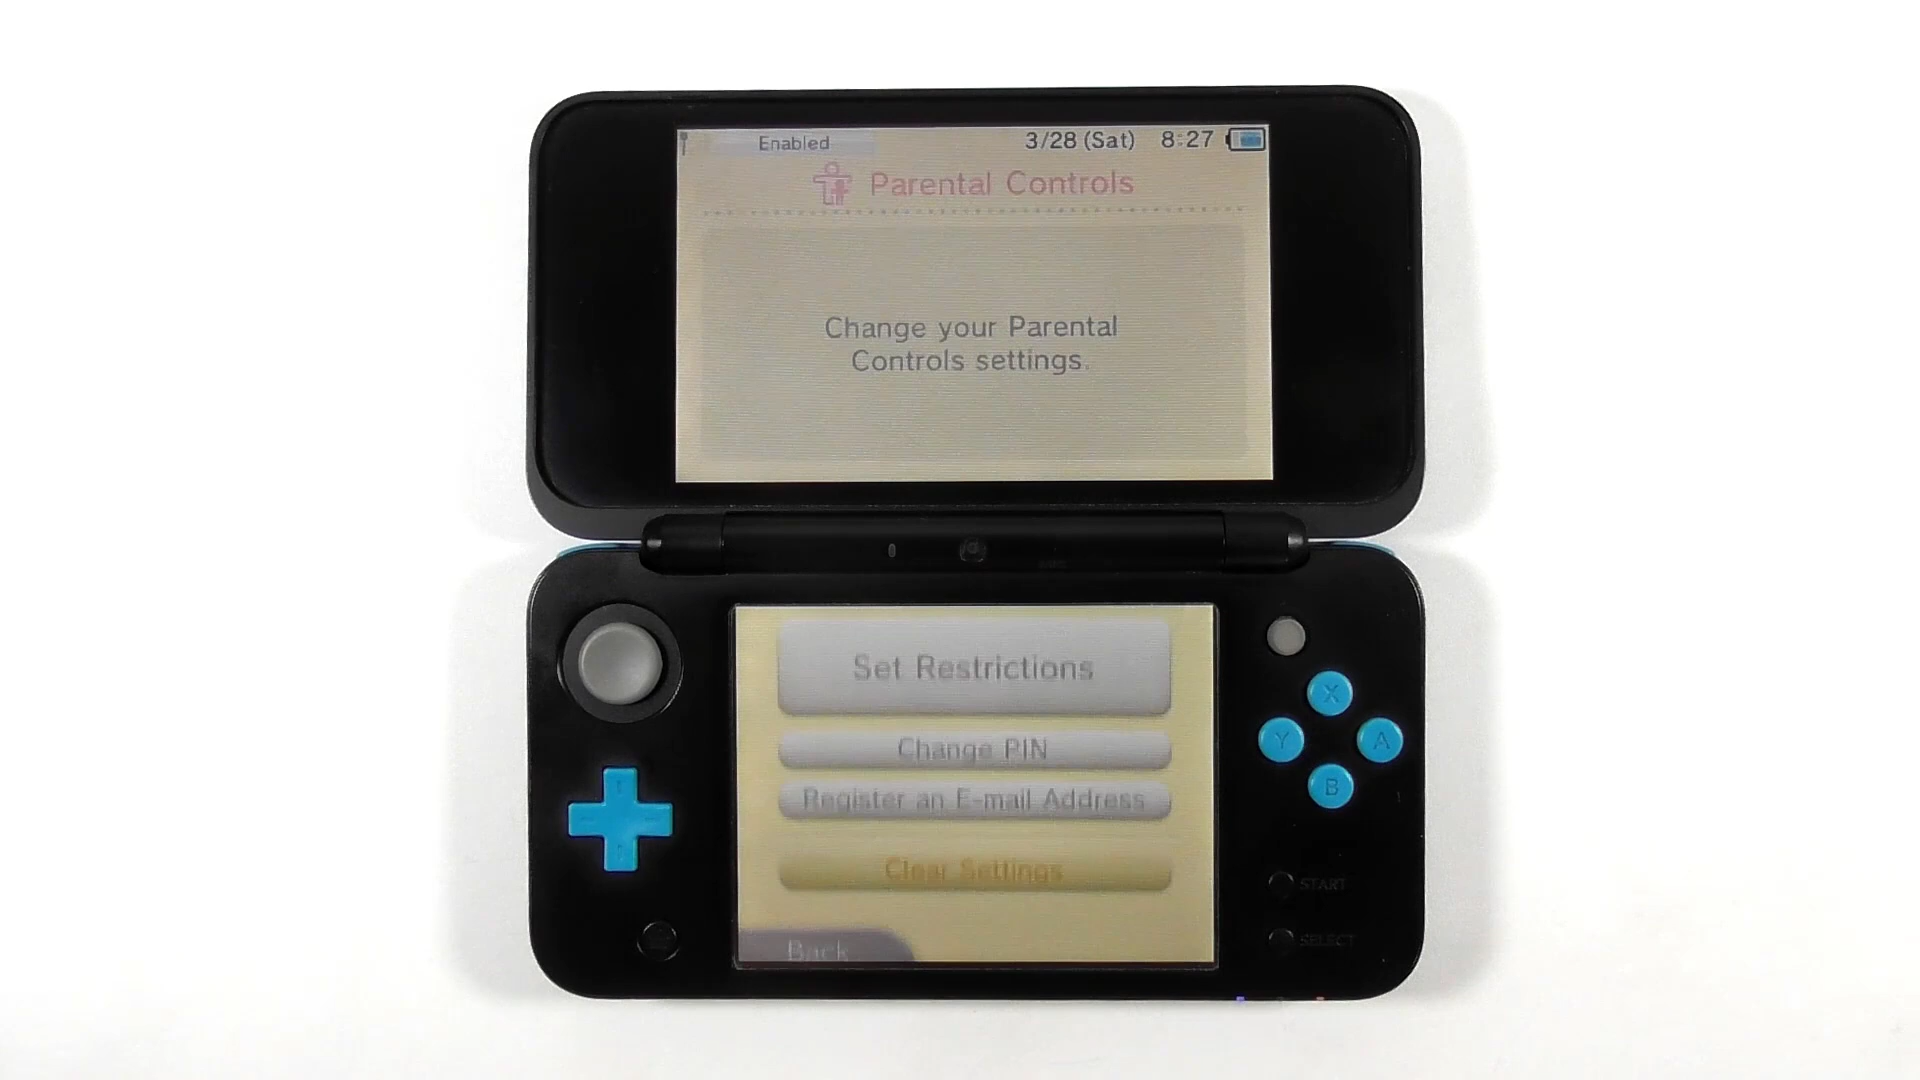 Enabled 3/28 (Sat) 8:27
Parental Controls
Change your Parental
Controls settings.
Set Restrictions
Change PIN
Register an E-mail Address
Clear Settings
Back
X
Y A
B
START
SELECT